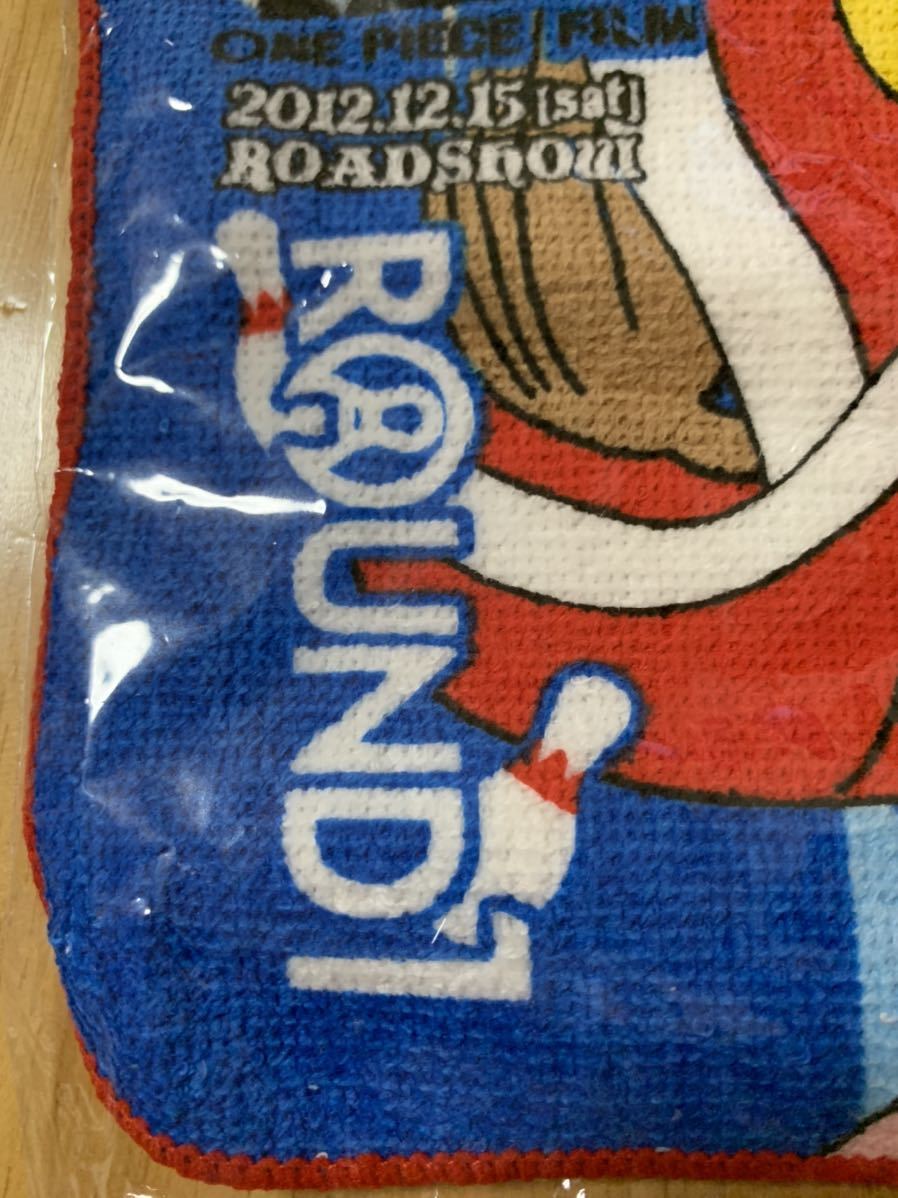 ONE PIECE FILM
2012.12.15 [sat]
ROADSHOW
ROUND1